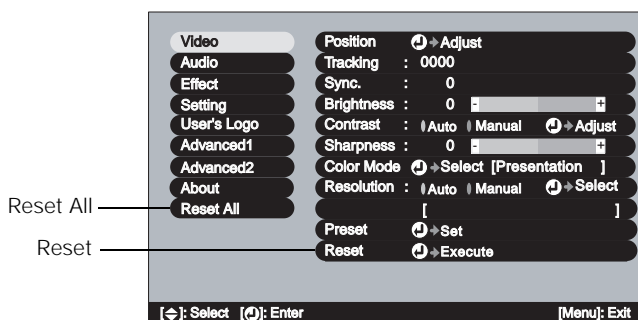 Video
Audio
Effect
Setting
User's Logo
Advanced1
Advanced2
About
Reset All
Position Adjust
Tracking : 0000
Sync. : 0
Brightness : 0 - +
Contrast : Auto Manual Adjust
Sharpness : 0 - +
Color Mode Select [Presentation ]
Resolution : Auto Manual Select
[ ]
Preset Set
Reset Execute
Reset All
Reset
[ ]: Select [ ]: Enter [Menu]: Exit